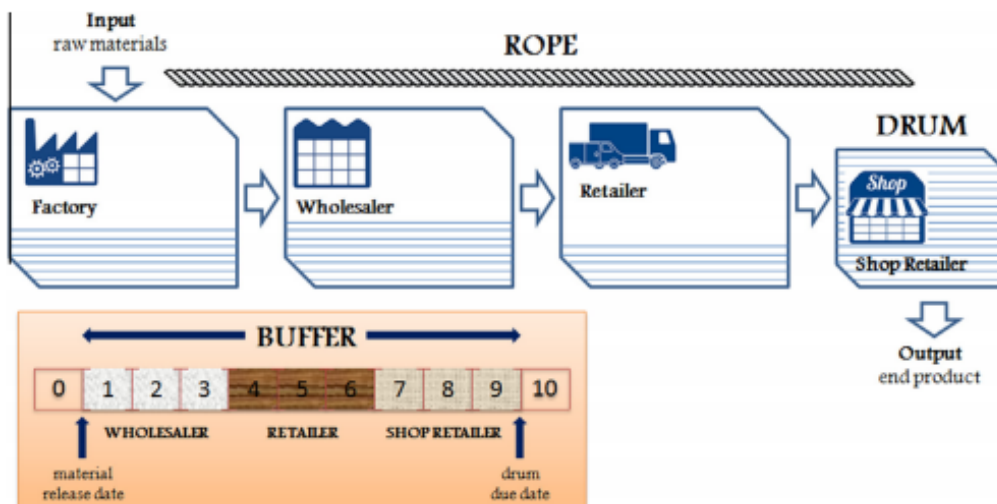 Input
raw materials
ROPE
DRUM
Factory
Wholesaler
Retailer
Shop
Shop Retailer
Output
end product
BUFFER
0 1 2 3 4 5 6 7 8 9 10
WHOLESALER RETAILER SHOP RETAILER
material
release date
drum
due date